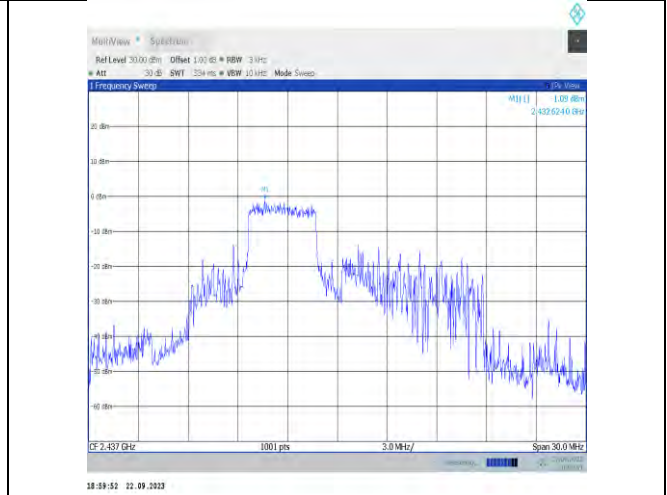 MultiView Spectrum
Ref Level 30.00 dBm Offset 1.00 dB RBW 3 kHz
Att 30 dB SWT VBW 10 kHz Mode Sweep
1 Frequency Sweep
M1[1] 1.09 dBm
20 dBm
10 dBm
M1
0 dBm
-10 dBm
-20 dBm
-30 dBm
-40 dBm
-50 dBm
-60 dBm
CF 2.437 GHz 1001 pts 3.0 MHz/ Span 30.0 MHz
18:59:52 22.09.2023